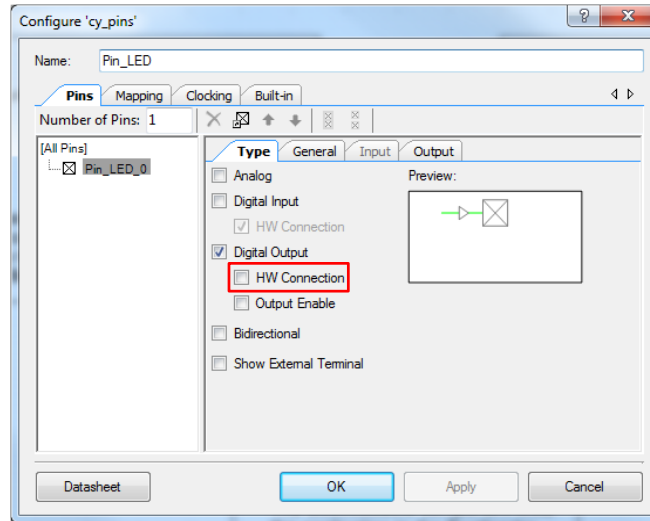 Configure 'cy_pins'
Name: Pin_LED
Pins Mapping Clocking Built-in
Number of Pins: 1
[All Pins]
Pin_LED_0
Type General Input Output
Analog
Preview:
Digital Input
HW Connection
Digital Output
HW Connection
Output Enable
Bidirectional
Show External Terminal
Datasheet OK Apply Cancel